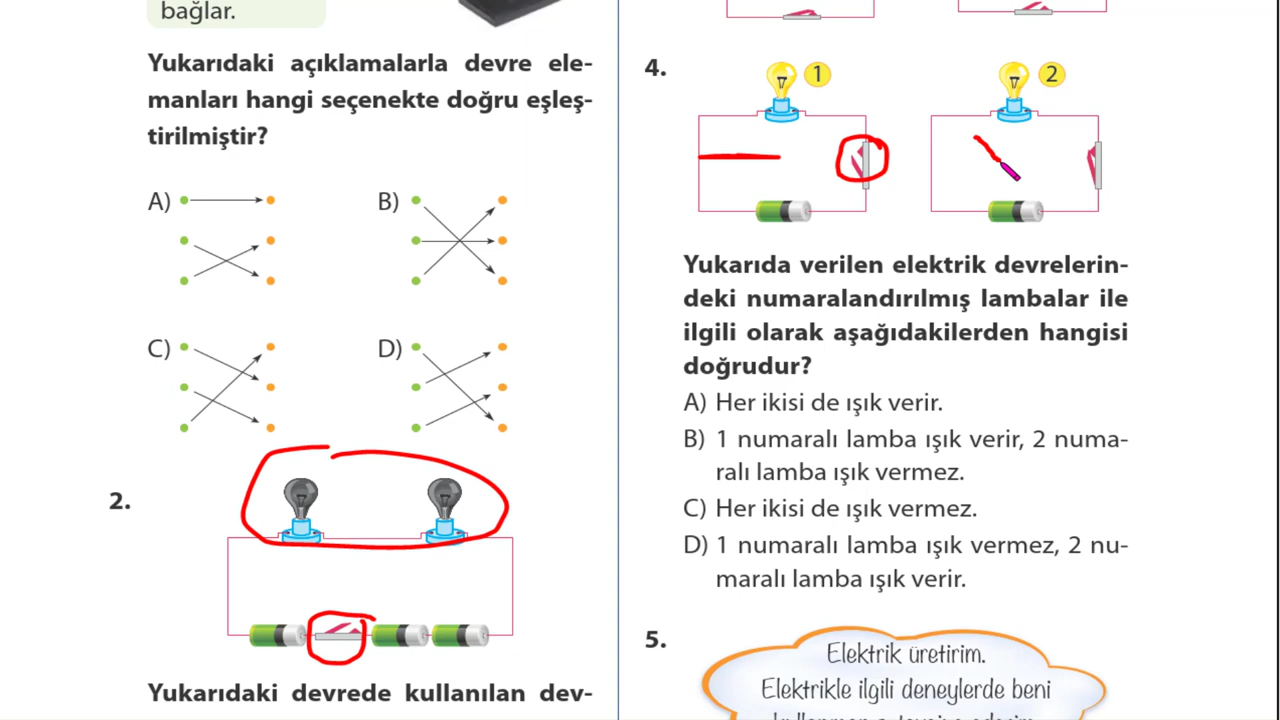 bağlar.
Yukarıdaki açıklamalarla devre ele-
manları hangi seçenekte doğru eşleş-
tirilmiştir?
A)
B)
C)
D)
2.
Yukarıdaki devrede kullanılan dev-
4.
1
2
Yukarıda verilen elektrik devrelerin-
deki numaralandırılmış lambalar ile
ilgili olarak aşağıdakilerden hangisi
doğrudur?
A) Her ikisi de ışık verir.
B) 1 numaralı lamba ışık verir, 2 numa-
ralı lamba ışık vermez.
C) Her ikisi de ışık vermez.
D) 1 numaralı lamba ışık vermez, 2 nu-
maralı lamba ışık verir.
5.
Elektrik üretirim.
Elektrikle ilgili deneylerde beni